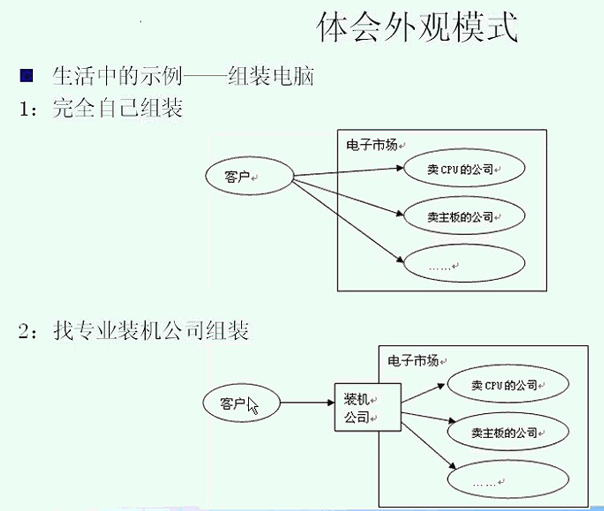 体会外观模式
生活中的示例——组装电脑
1：完全自己组装
电子市场
客户
卖CPU的公司
卖主板的公司
……
2：找专业装机公司组装
电子市场
客户
装机
公司
卖CPU的公司
卖主板的公司
……